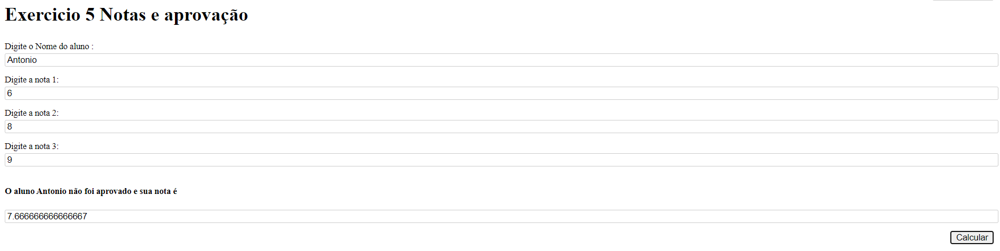 Exercicio 5 Notas e aprovação
Digite o Nome do aluno :
Antonio
Digite a nota 1:
6
Digite a nota 2:
8
Digite a nota 3:
9
O aluno Antonio não foi aprovado e sua nota é
7.666666666666667
Calcular